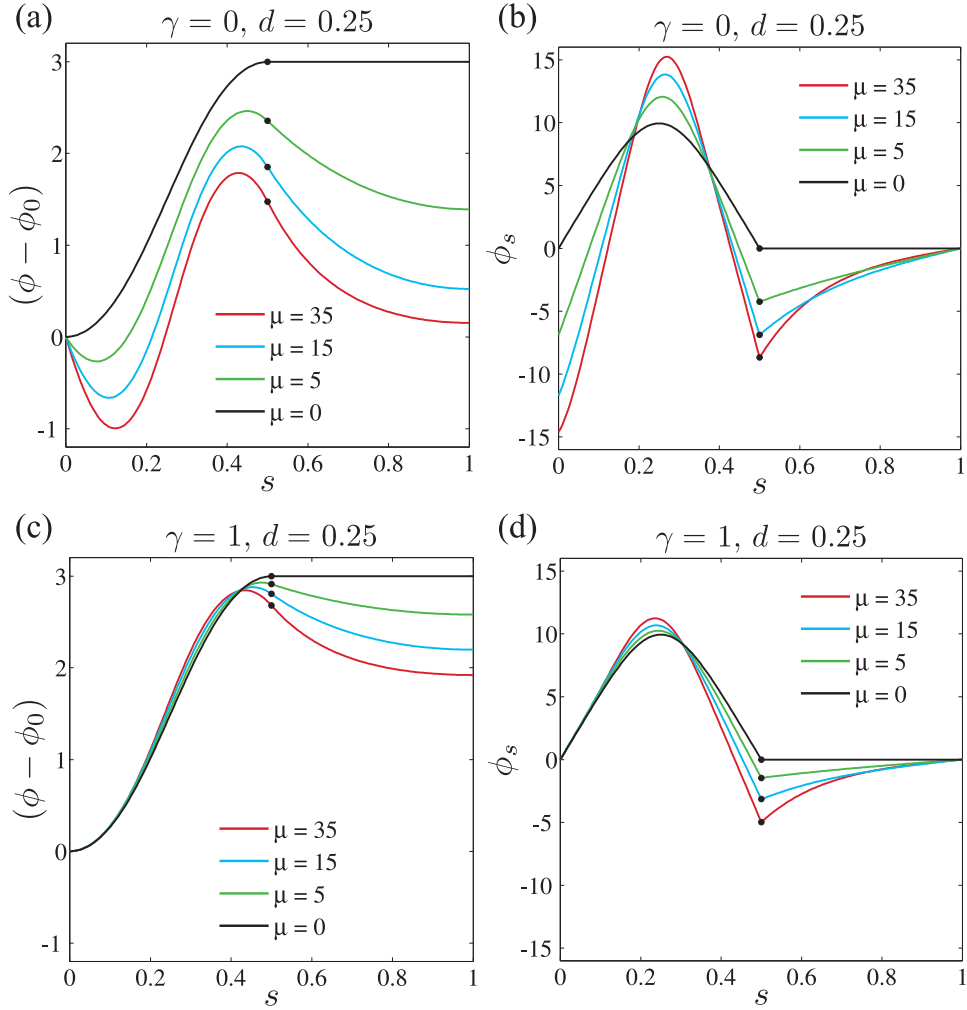 (a)
γ = 0, d = 0.25
3
2
1
0
-1
(ϕ − ϕ0)
μ = 35
μ = 15
μ = 5
μ = 0
0
0.2
0.4
0.6
0.8
1
s
(b)
γ = 0, d = 0.25
15
10
5
0
-5
-10
-15
ϕs
μ = 35
μ = 15
μ = 5
μ = 0
0
0.2
0.4
0.6
0.8
1
s
(c)
γ = 1, d = 0.25
3
2
1
0
-1
(ϕ − ϕ0)
μ = 35
μ = 15
μ = 5
μ = 0
0
0.2
0.4
0.6
0.8
1
s
(d)
γ = 1, d = 0.25
15
10
5
0
-5
-10
-15
ϕs
μ = 35
μ = 15
μ = 5
μ = 0
0
0.2
0.4
0.6
0.8
1
s